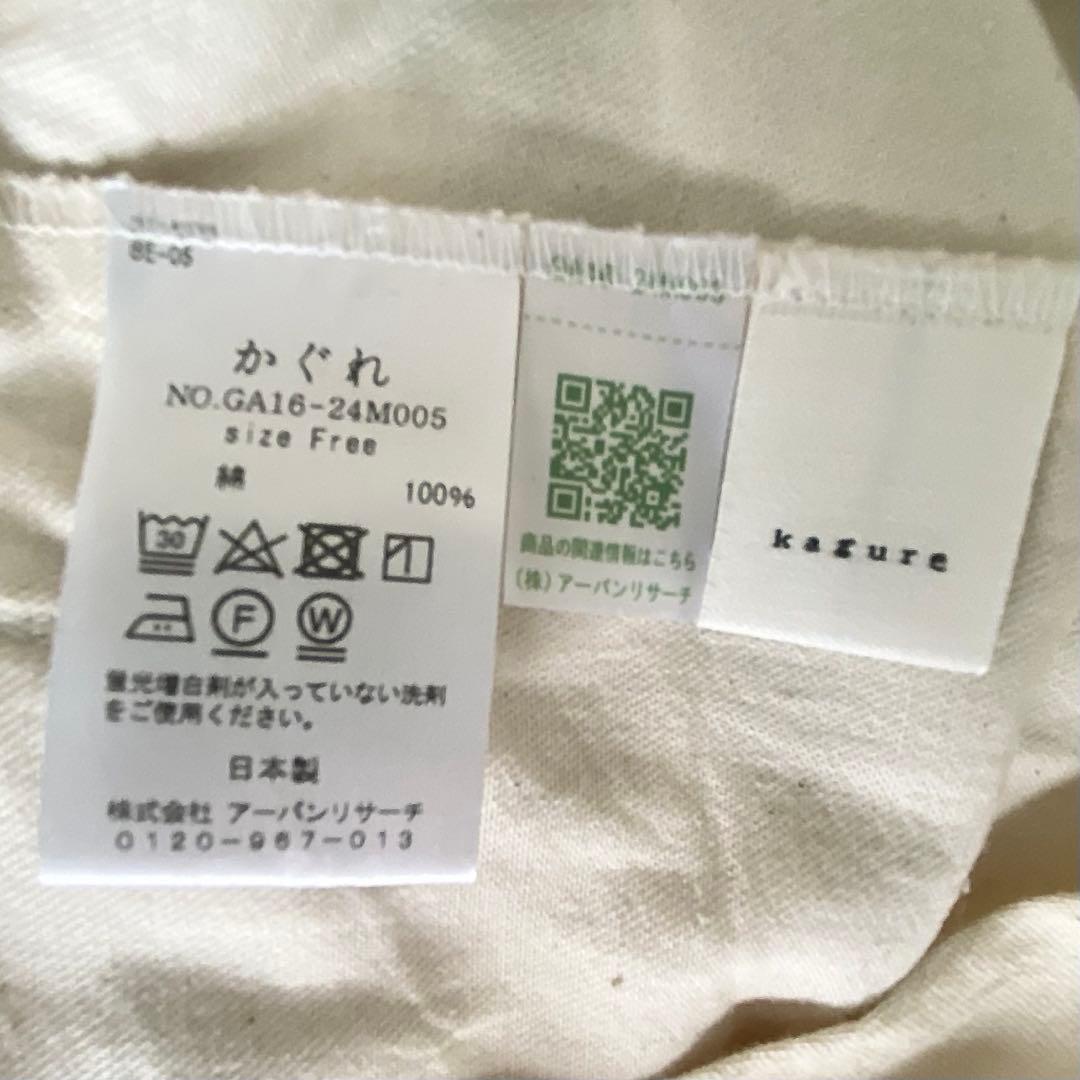 BE-05
かぐれ
NO.GA16-24M005
size Free
綿 100%
30
F W
蛍光増白剤が入っていない洗剤
をご使用ください。
日本製
株式会社 アーバンリサーチ
0120-967-013
商品の関連情報はこちら
(株)アーバンリサーチ
kagure